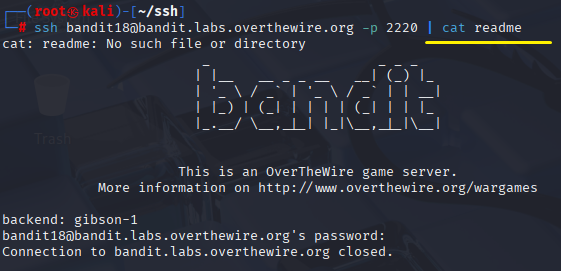 ┌──(root㉿kali)-[~/ssh]
└─# ssh bandit18@bandit.labs.overthewire.org -p 2220 | cat readme
cat: readme: No such file or directory
bandit
Trash
This is an OverTheWire game server.
More information on http://www.overthewire.org/wargames
backend: gibson-1
bandit18@bandit.labs.overthewire.org's password:
Connection to bandit.labs.overthewire.org closed.